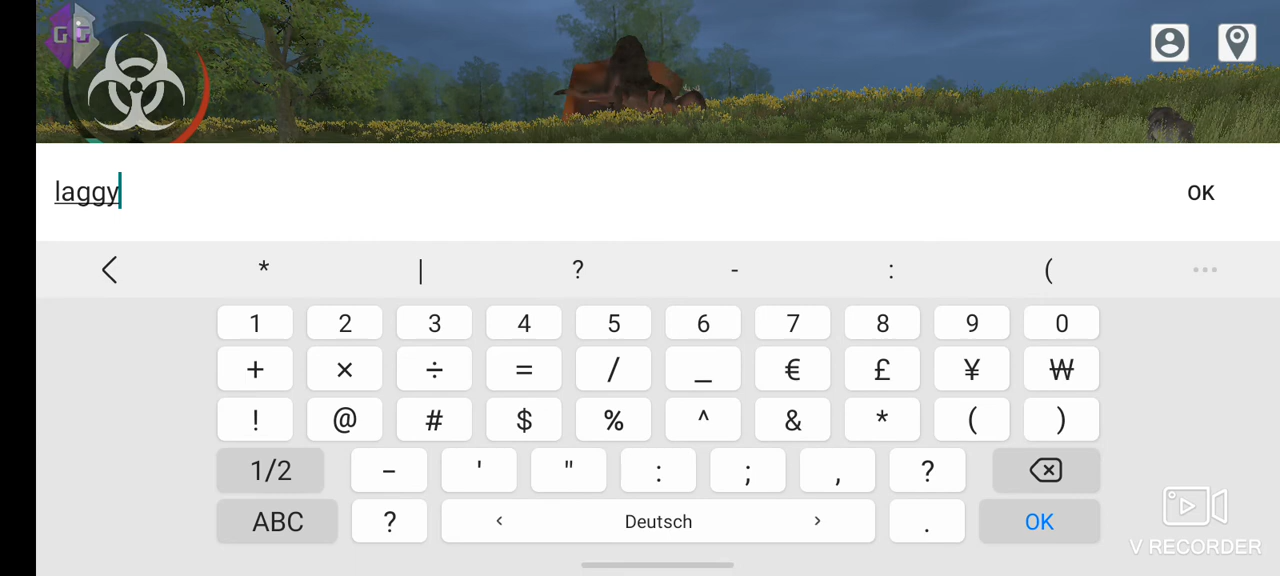 GG
laggy
OK
* | ? - : ( ...
1 2 3 4 5 6 7 8 9 0
+ × ÷ = / _ € £ ¥ ₩
! @ # $ % ^ & * ( )
1/2 - ' " : ; , ?
ABC ? < Deutsch > . OK
V RECORDER